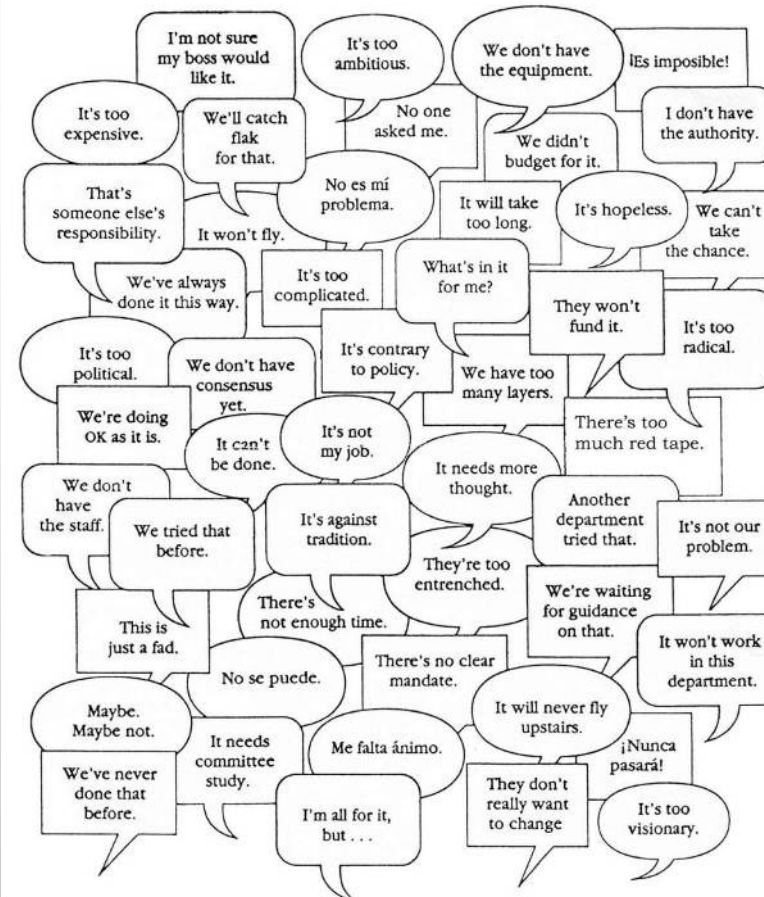 I'm not sure
my boss would
like it.
It's too
ambitious.
We don't have
the equipment.
¡Es imposible!
It's too
expensive.
We'll catch
flak
for that.
No one
asked me.
We didn't
budget for it.
I don't have
the authority.
That's
someone else's
responsibility.
It won't fly.
No es mí
problema.
It will take
too long.
It's hopeless.
We can't
take
the chance.
We've always
done it this way.
It's too
complicated.
What's in it
for me?
They won't
fund it.
It's too
radical.
It's too
political.
We don't have
consensus
yet.
It's contrary
to policy.
We have too
many layers.
We're doing
OK as it is.
It can't
be done.
It's not
my job.
It needs more
thought.
There's too
much red tape.
We don't
have
the staff.
We tried that
before.
It's against
tradition.
They're too
entrenched.
Another
department
tried that.
It's not our
problem.
This is
just a fad.
There's
not enough time.
We're waiting
for guidance
on that.
It won't work
in this
department.
No se puede.
There's no clear
mandate.
Maybe.
Maybe not.
It needs
committee
study.
Me falta ánimo.
It will never fly
upstairs.
¡Nunca
pasará!
We've never
done that
before.
I'm all for it,
but . . .
They don't
really want
to change
It's too
visionary.